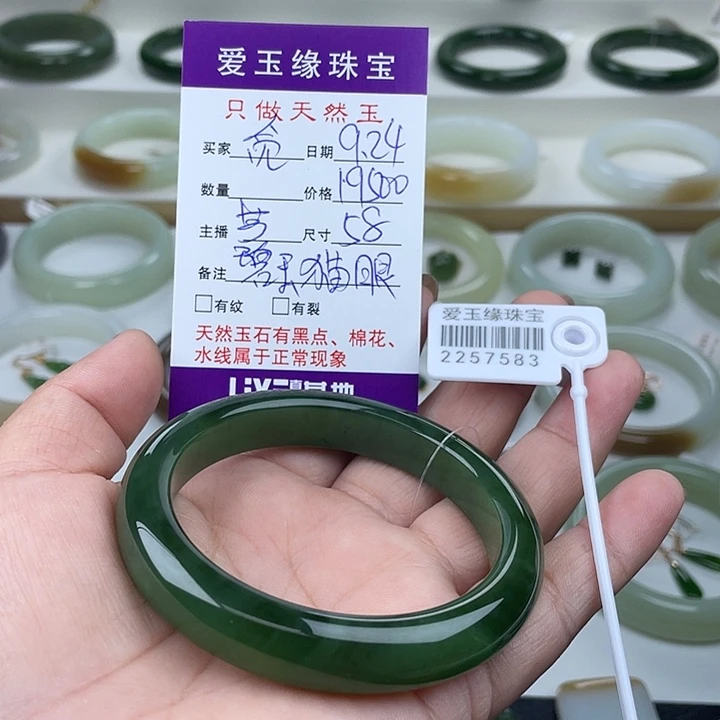 爱玉缘珠宝
只做天然玉
买家 亮 日期 9.24
数量 价格 19500
主播 尺寸 58
备注 碧玉猫眼
□有纹 □有裂
天然玉石有黑点、棉花、
水线属于正常现象
爱玉缘珠宝
2257583